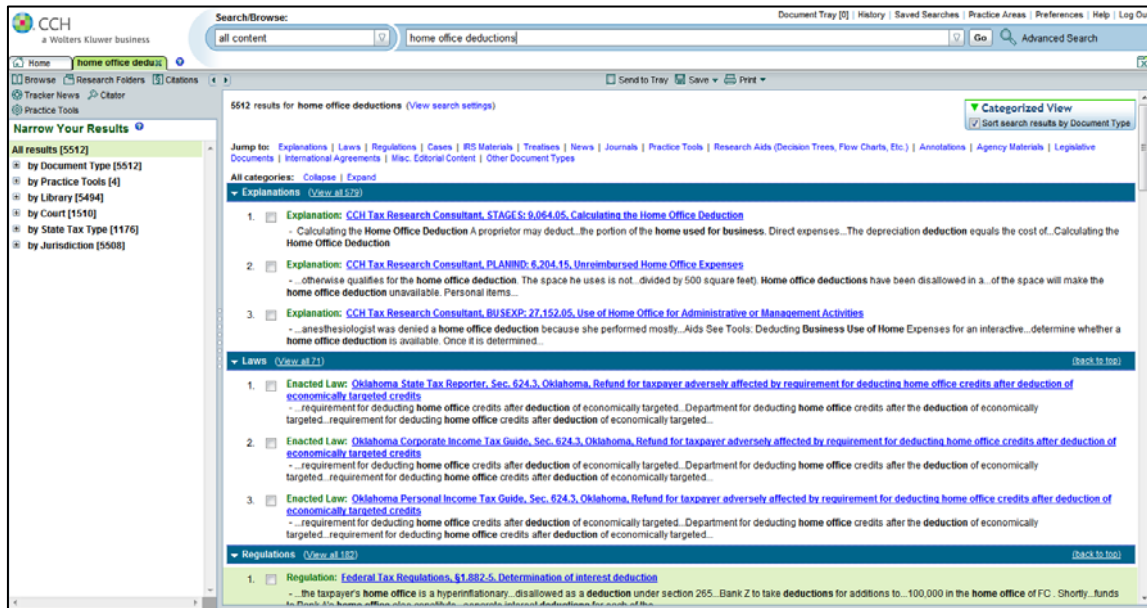 CCH
a Wolters Kluwer business
Search/Browse:
Document Tray [0] | History | Saved Searches | Practice Areas | Preferences | Help | Log Ou
all content
home office deductions
Go
Advanced Search
Home
home office deduc
Browse Research Folders Citations
Send to Tray Save Print
Tracker News Citator
Practice Tools
Narrow Your Results
All results [5512]
by Document Type [5512]
by Practice Tools [4]
by Library [5494]
by Court [1510]
by State Tax Type [1176]
by Jurisdiction [5508]
5512 results for home office deductions (View search settings)
Categorized View
Sort search results by Document Type
Jump to: Explanations | Laws | Regulations | Cases | IRS Materials | Treatises | News | Journals | Practice Tools | Research Aids (Decision Trees, Flow Charts, Etc.) | Annotations | Agency Materials | Legislative
Documents | International Agreements | Misc. Editorial Content | Other Document Types
All categories: Collapse | Expand
Explanations (View all 579)
1. Explanation: CCH Tax Research Consultant, STAGES: 9,064.05, Calculating the Home Office Deduction
- Calculating the Home Office Deduction A proprietor may deduct...the portion of the home used for business. Direct expenses...The depreciation deduction equals the cost of...Calculating the
Home Office Deduction
2. Explanation: CCH Tax Research Consultant, PLANIND: 6,204.15, Unreimbursed Home Office Expenses
- ...otherwise qualifies for the home office deduction. The space he uses is not...divided by 500 square feet). Home office deductions have been disallowed in a...of the space will make the
home office deduction unavailable. Personal items...
3. Explanation: CCH Tax Research Consultant, BUSEXP: 27,152.05, Use of Home Office for Administrative or Management Activities
- ...anesthesiologist was denied a home office deduction because she performed mostly...Aids See Tools: Deducting Business Use of Home Expenses for an interactive...determine whether a
home office deduction is available. Once it is determined...
Laws (View all 71)
(back to top)
1. Enacted Law: Oklahoma State Tax Reporter, Sec. 624.3, Oklahoma, Refund for taxpayer adversely affected by requirement for deducting home office credits after deduction of
economically targeted credits
- ...requirement for deducting home office credits after deduction of economically targeted...Department for deducting home office credits after the deduction of economically
targeted...requirement for deducting home office credits after deduction of economically targeted...
2. Enacted Law: Oklahoma Corporate Income Tax Guide, Sec. 624.3, Oklahoma, Refund for taxpayer adversely affected by requirement for deducting home office credits after deduction of
economically targeted credits
- ...requirement for deducting home office credits after deduction of economically targeted...Department for deducting home office credits after the deduction of economically
targeted...requirement for deducting home office credits after deduction of economically targeted...
3. Enacted Law: Oklahoma Personal Income Tax Guide, Sec. 624.3, Oklahoma, Refund for taxpayer adversely affected by requirement for deducting home office credits after deduction of
economically targeted credits
- ...requirement for deducting home office credits after deduction of economically targeted...Department for deducting home office credits after the deduction of economically
targeted...requirement for deducting home office credits after deduction of economically targeted...
Regulations (View all 182)
(back to top)
1. Regulation: Federal Tax Regulations, §1.882-5, Determination of interest deduction
- ...the taxpayer's home office is a hyperinflationary...disallowed as a deduction under section 265...Bank Z to take deductions for additions to...100,000 in the home office of FC . Shortly...funds